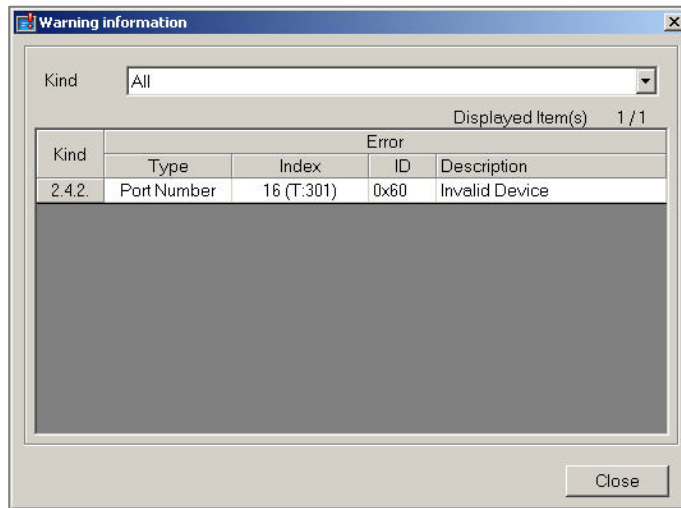 Warning information
Kind All
Displayed Item(s) 1 / 1
Kind Error
Type Index ID Description
2.4.2. Port Number 16 (T:301) 0x60 Invalid Device
Close